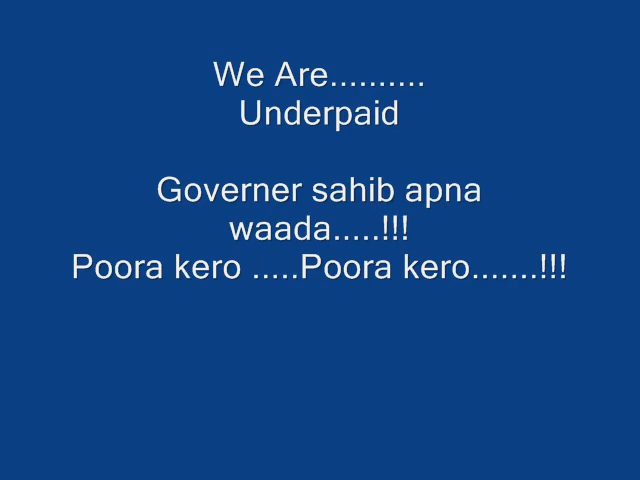 We Are..........
Underpaid
Governer sahib apna
waada.....!!!
Poora kero .....Poora kero.......!!!